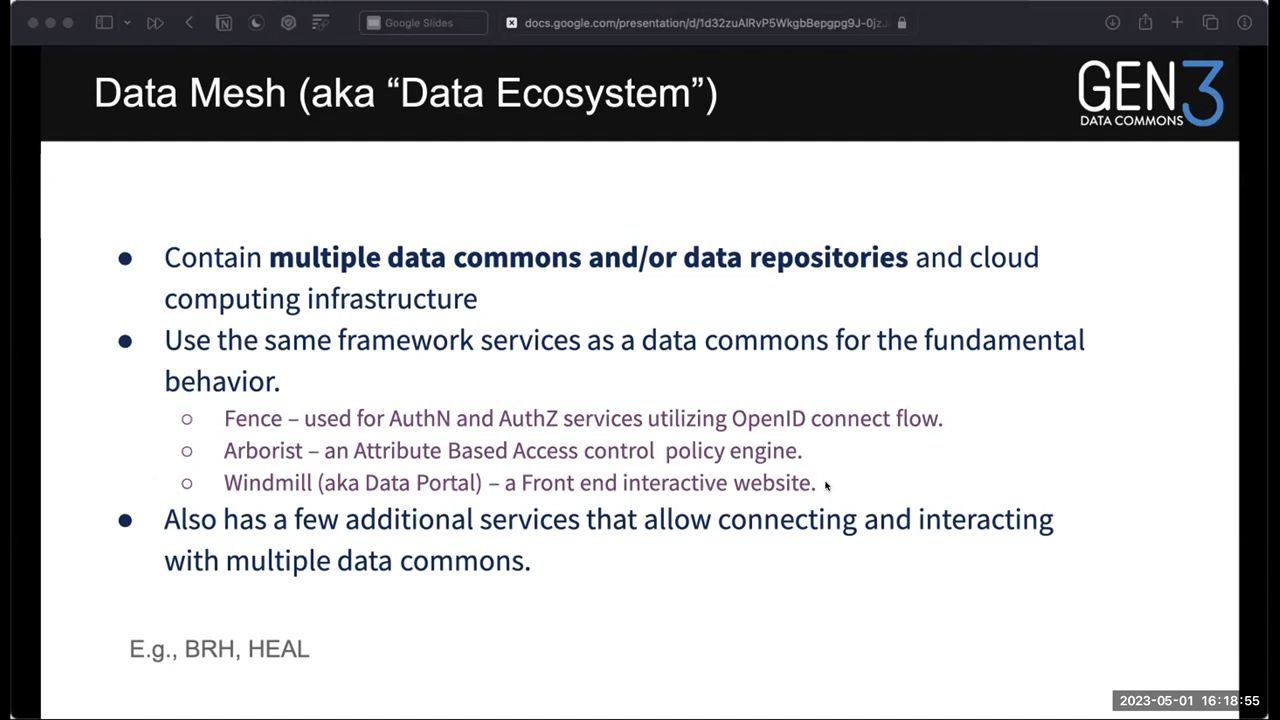 Google Slides
docs.google.com/presentation/d/1d32zuAlRvP5WkgbBepgpg9J-0jz
Data Mesh (aka “Data Ecosystem”)
GEN3
DATA COMMONS
● Contain multiple data commons and/or data repositories and cloud
computing infrastructure
● Use the same framework services as a data commons for the fundamental
behavior.
○ Fence – used for AuthN and AuthZ services utilizing OpenID connect flow.
○ Arborist – an Attribute Based Access control policy engine.
○ Windmill (aka Data Portal) – a Front end interactive website.
● Also has a few additional services that allow connecting and interacting
with multiple data commons.
E.g., BRH, HEAL
2023-05-01 16:18:55